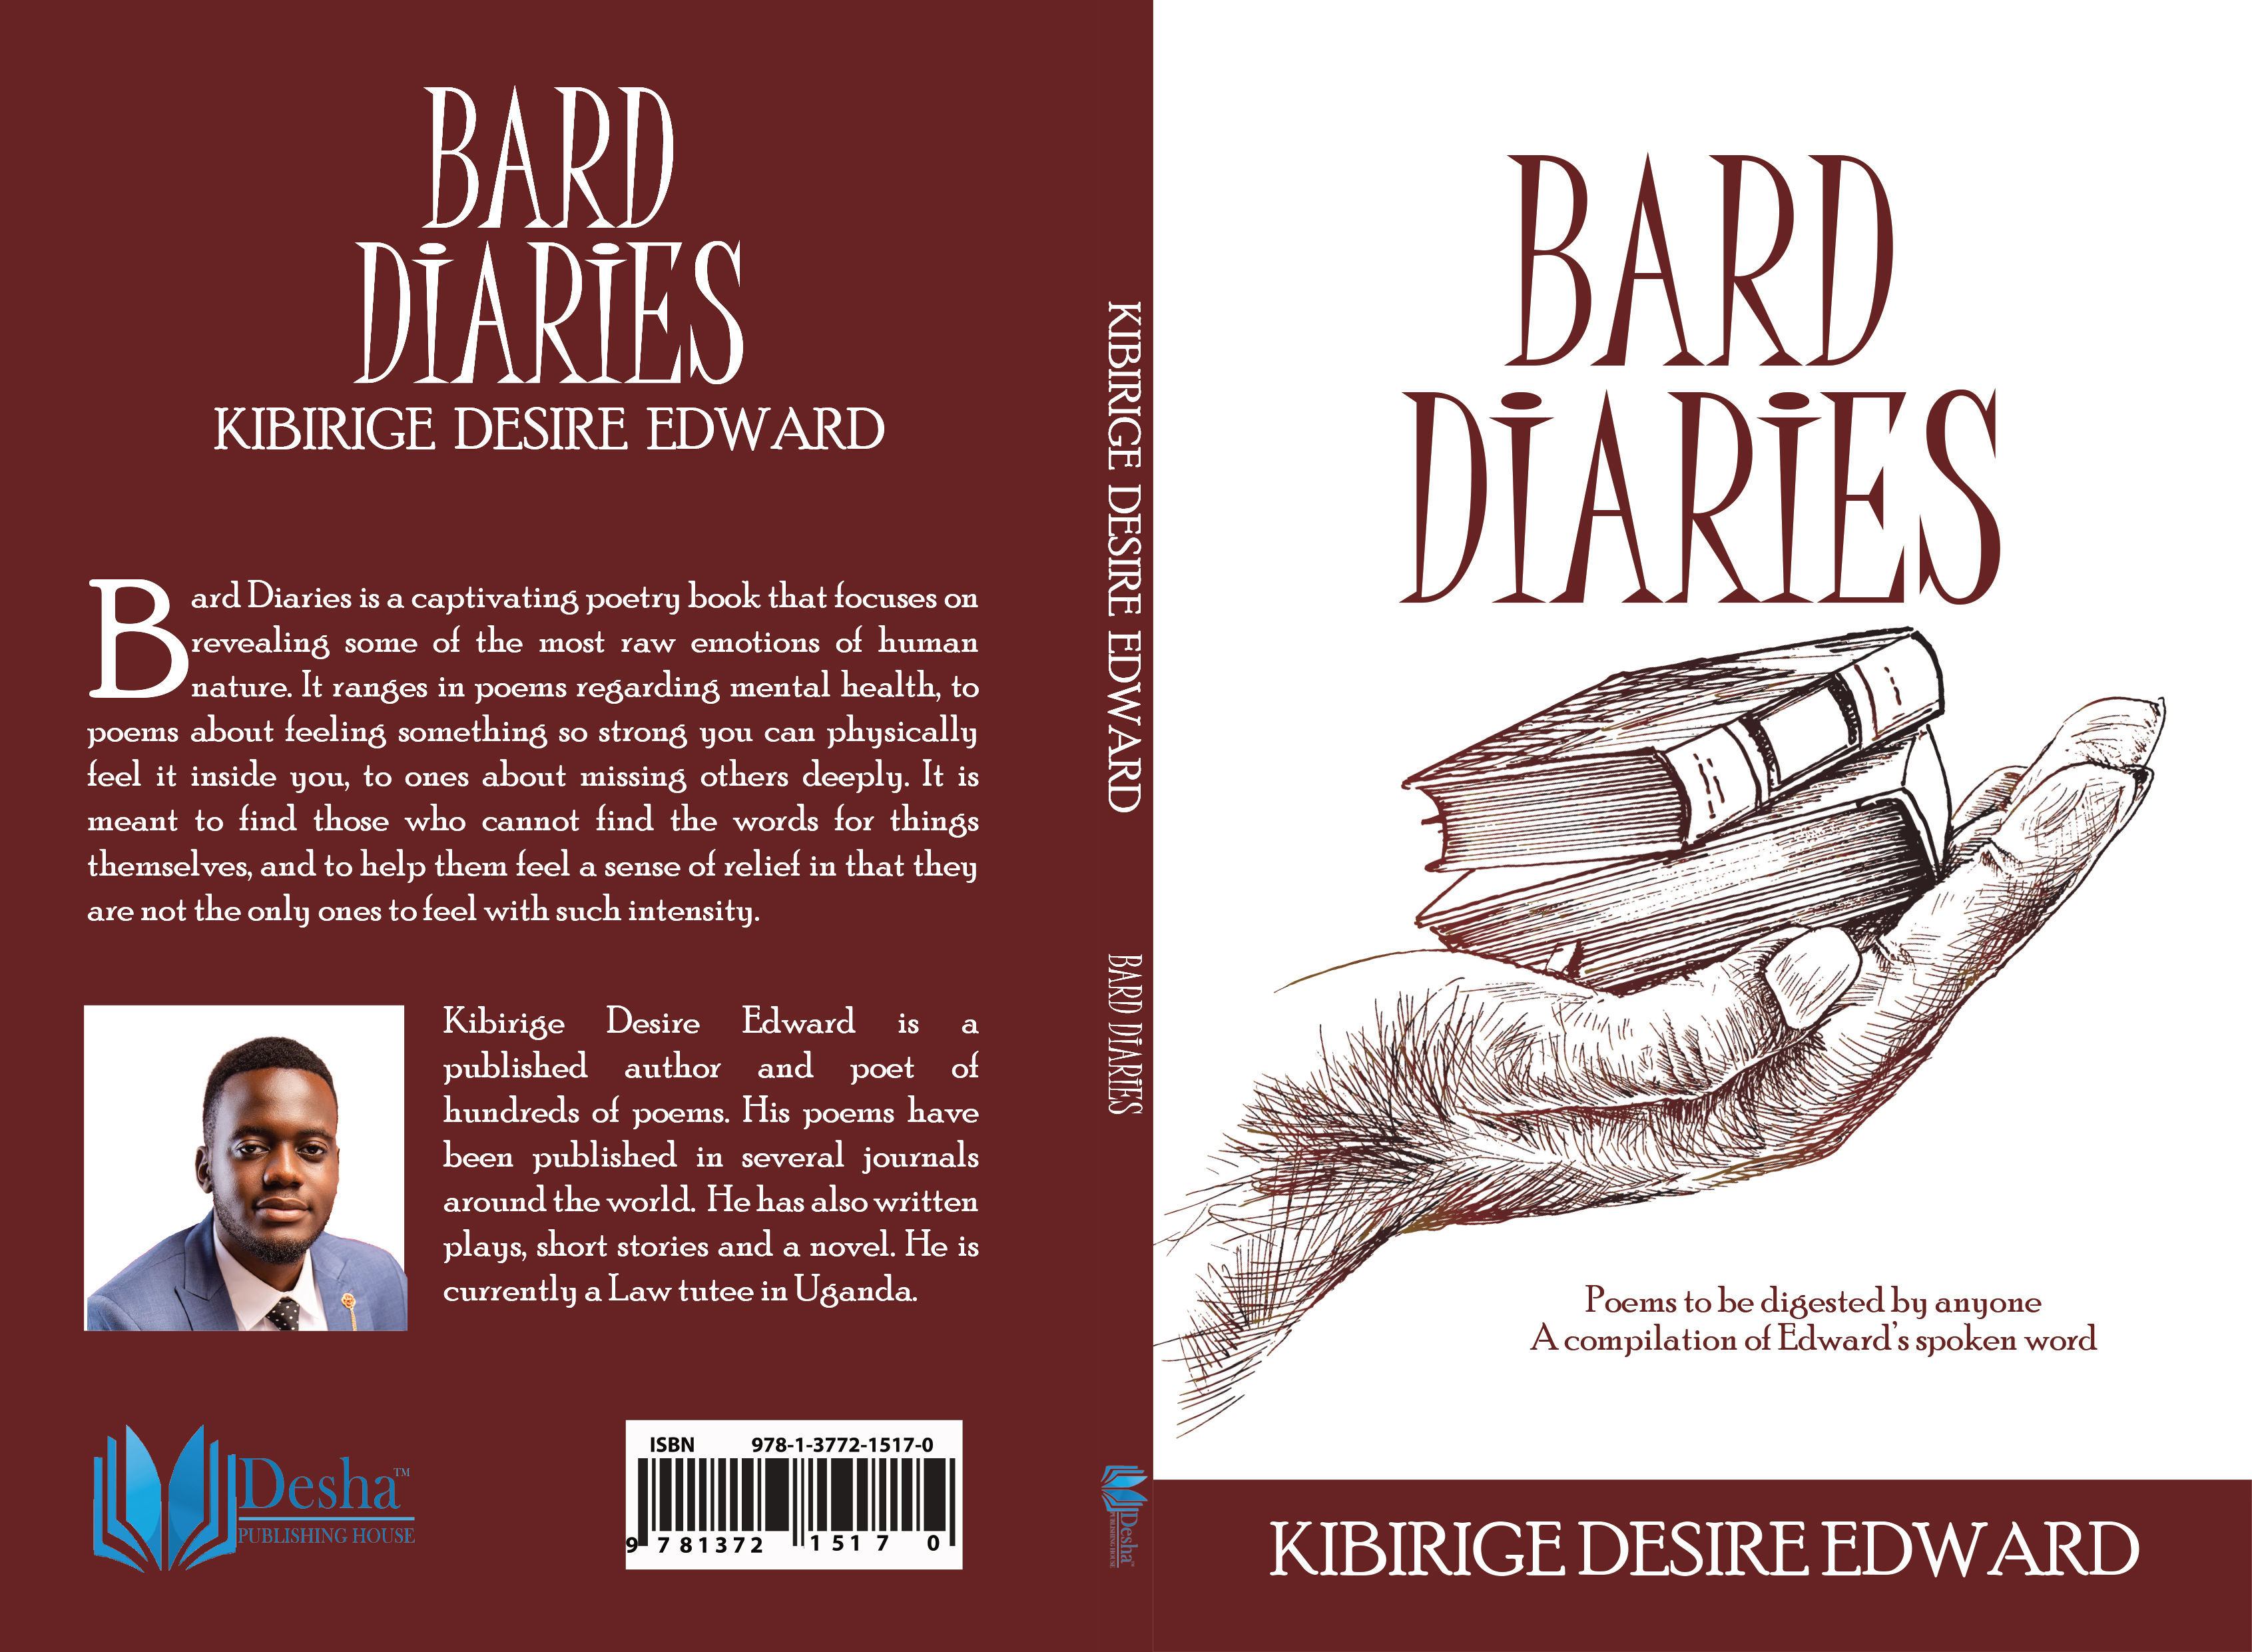 BARD
DiARiES
KIBIRIGE DESIRE EDWARD
Bard Diaries is a captivating poetry book that focuses on
revealing some of the most raw emotions of human
nature. It ranges in poems regarding mental health, to
poems about feeling something so strong you can physically
feel it inside you, to ones about missing others deeply. It is
meant to find those who cannot find the words for things
themselves, and to help them feel a sense of relief in that they
are not the only ones to feel with such intensity.
Kibirige Desire Edward is a
published author and poet of
hundreds of poems. His poems have
been published in several journals
around the world. He has also written
plays, short stories and a novel. He is
currently a Law tutee in Uganda.
Desha™
PUBLISHING HOUSE
ISBN 978-1-3772-1517-0
9 781372 1517 0
KIBIRIGE DESIRE EDWARD
BARD DiARiES
Desha™
PUBLISHING HOUSE
BARD
DiARiES
Poems to be digested by anyone
A compilation of Edward's spoken word
KIBIRIGE DESIRE EDWARD